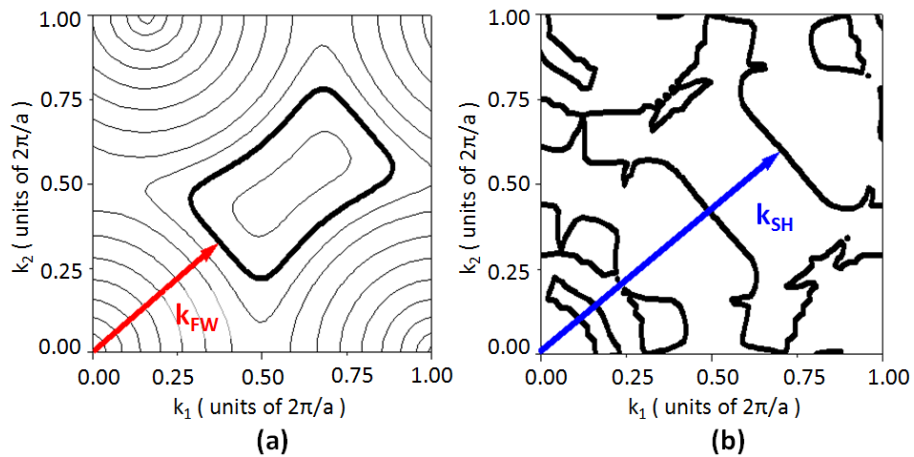 1.00
0.75
0.50
0.25
0.00
k₂ ( units of 2π/a )
k_FW
0.00 0.25 0.50 0.75 1.00
k₁ ( units of 2π/a )
(a)
1.00
0.75
0.50
0.25
0.00
k₂ ( units of 2π/a )
k_SH
0.00 0.25 0.50 0.75 1.00
k₁ ( units of 2π/a )
(b)